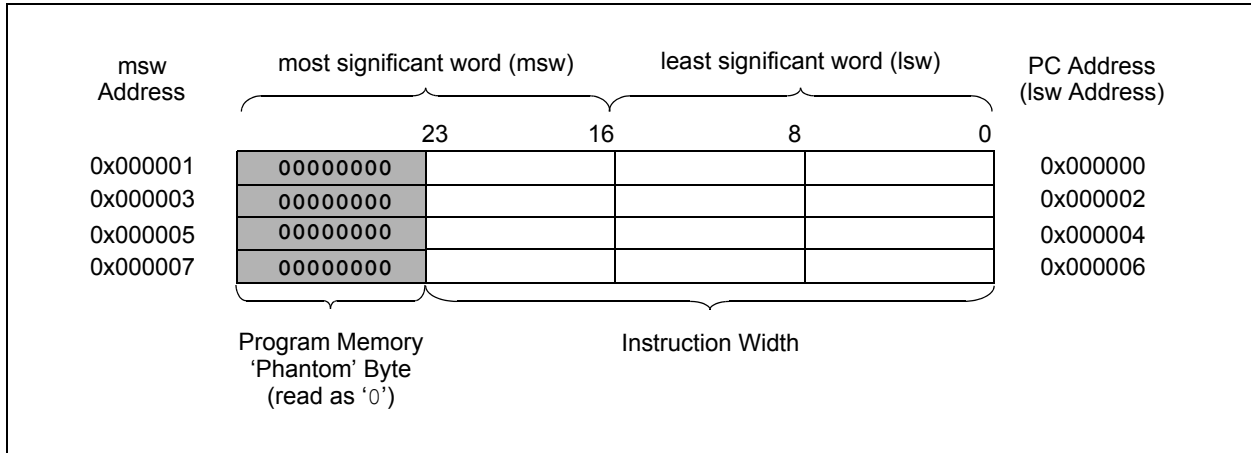 msw Address
most significant word (msw)
least significant word (lsw)
PC Address (lsw Address)
23 16 8 0
0x000001 00000000 0x000000
0x000003 00000000 0x000002
0x000005 00000000 0x000004
0x000007 00000000 0x000006
Program Memory
‘Phantom’ Byte
(read as ‘0’)
Instruction Width